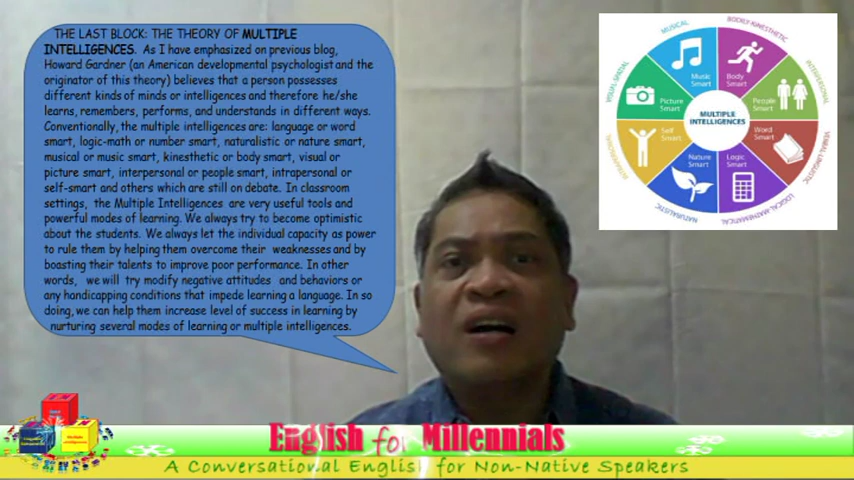 THE LAST BLOCK: THE THEORY OF MULTIPLE
INTELLIGENCES. As I have emphasized on previous blog,
Howard Gardner (an American developmental psychologist and the
originator of this theory) believes that a person possesses
different kinds of minds or intelligences and therefore he/she
learns, remembers, performs, and understands in different ways.
Conventionally, the multiple intelligences are: language or word
smart, logic-math or number smart, naturalistic or nature smart,
musical or music smart, kinesthetic or body smart, visual or
picture smart, interpersonal or people smart, intrapersonal or
self-smart and others which are still on debate. In classroom
settings, the Multiple Intelligences are very useful tools and
powerful modes of learning. We always try to become optimistic
about the students. We always let the individual capacity as power
to rule them by helping them overcome their weaknesses and by
boasting their talents to improve poor performance. In other
words, we will try modify negative attitudes and behaviors or
any handicapping conditions that impede learning a language. In so
doing, we can help them increase level of success in learning by
nurturing several modes of learning or multiple intelligences.
MUSICAL
BODILY-KINESTHETIC
INTERPERSONAL
VERBAL-LINGUISTIC
LOGICAL-MATHEMATICAL
NATURALISTIC
INTRAPERSONAL
VISUAL-SPATIAL
Music
Smart
Body
Smart
People
Smart
Word
Smart
Logic
Smart
Nature
Smart
Self
Smart
Picture
Smart
MULTIPLE
INTELLIGENCES
English for Millennials
A Conversational English for Non-Native Speakers